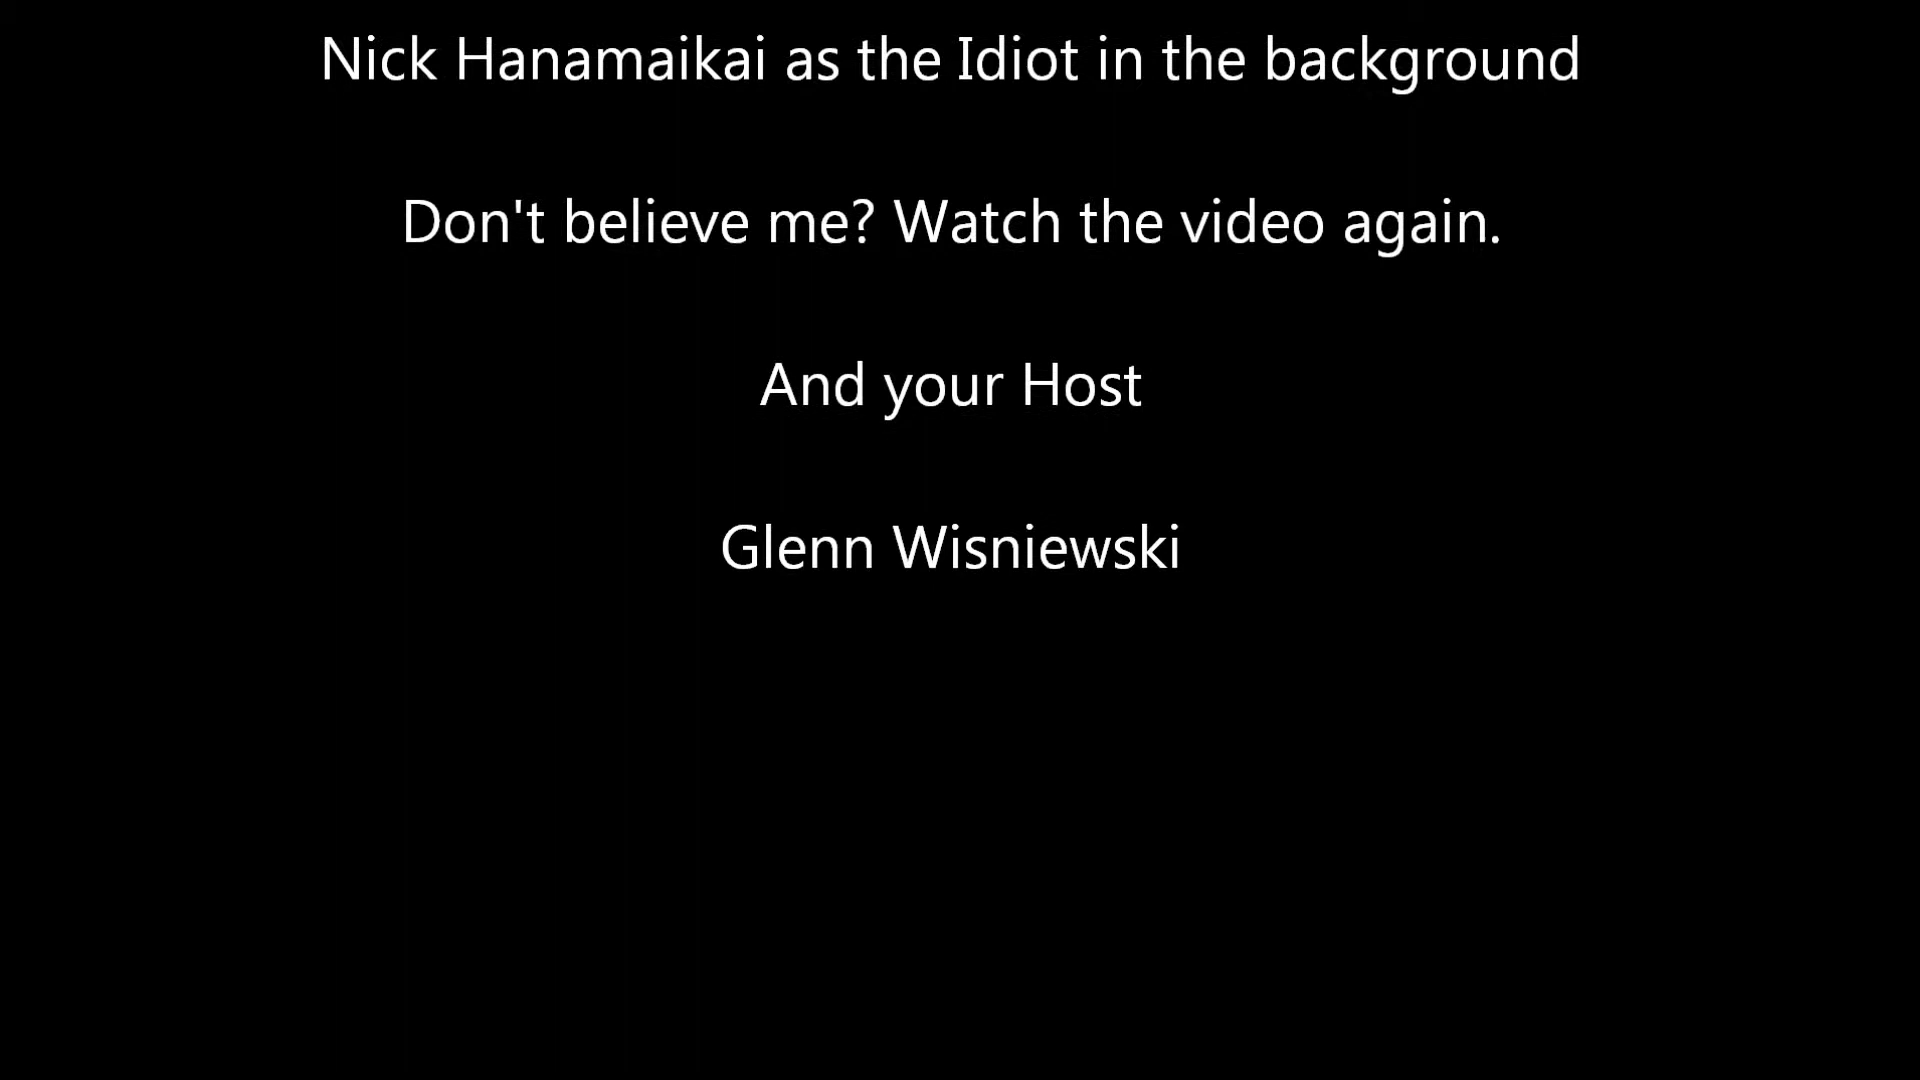 Nick Hanamaikai as the Idiot in the background
Don't believe me? Watch the video again.
And your Host
Glenn Wisniewski